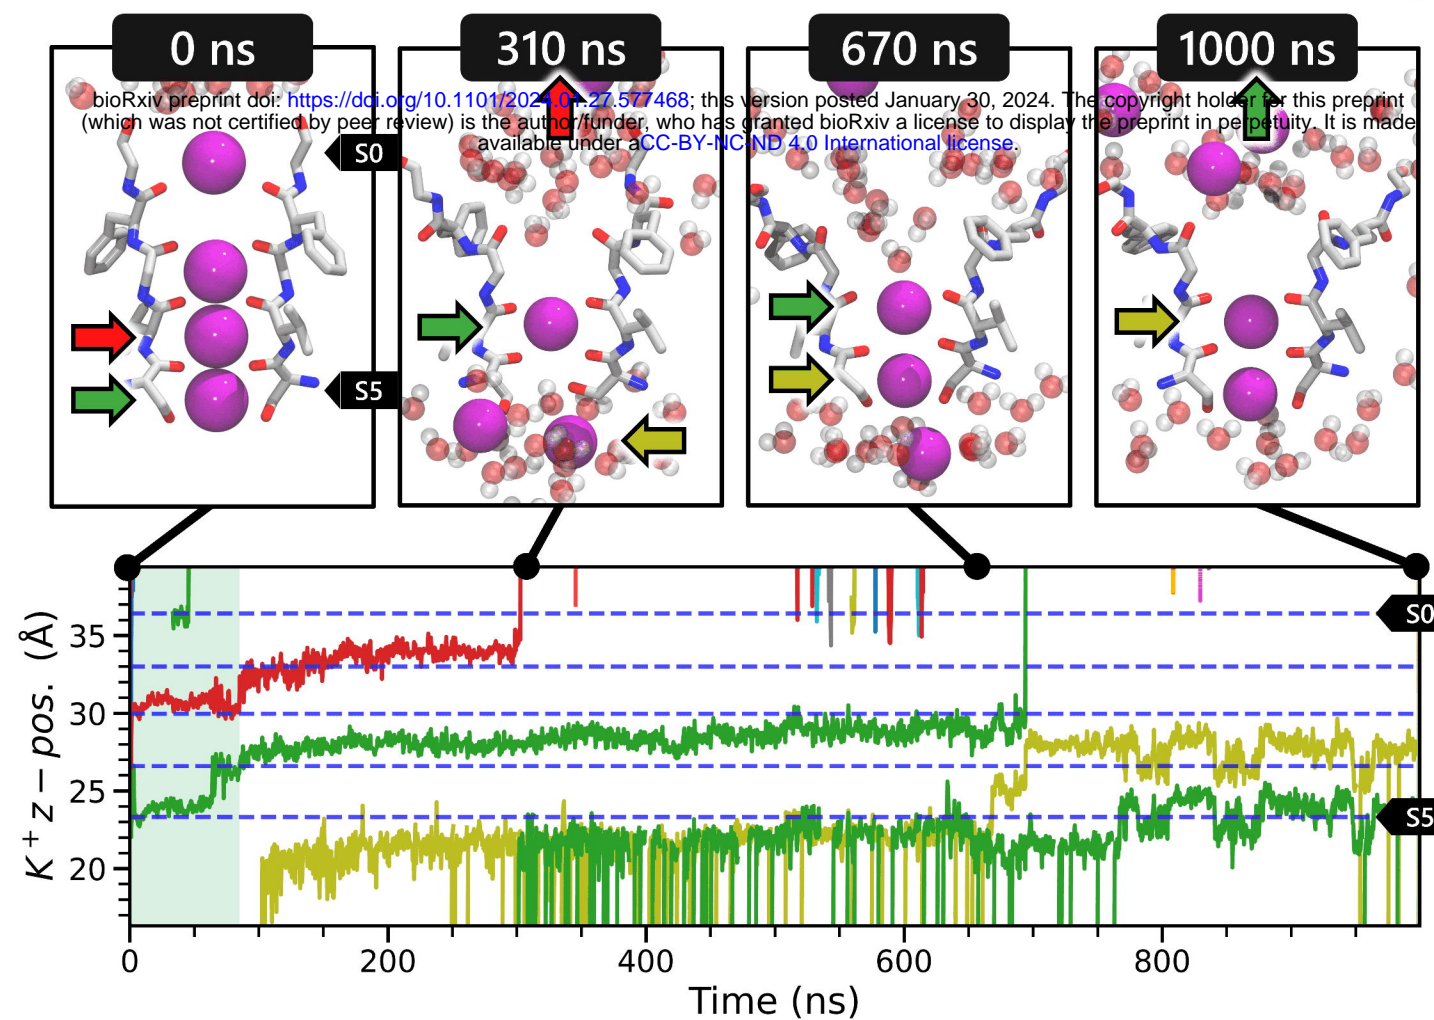 0 ns
310 ns
670 ns
1000 ns
bioRxiv preprint doi: https://doi.org/10.1101/2024.01.27.577468; this version posted January 30, 2024. The copyright holder for this preprint
(which was not certified by peer review) is the author/funder, who has granted bioRxiv a license to display the preprint in perpetuity. It is made
available under aCC-BY-NC-ND 4.0 International license.
S0
S5
K⁺ z − pos. (Å)
35
30
25
20
S0
S5
0
200
400
600
800
Time (ns)